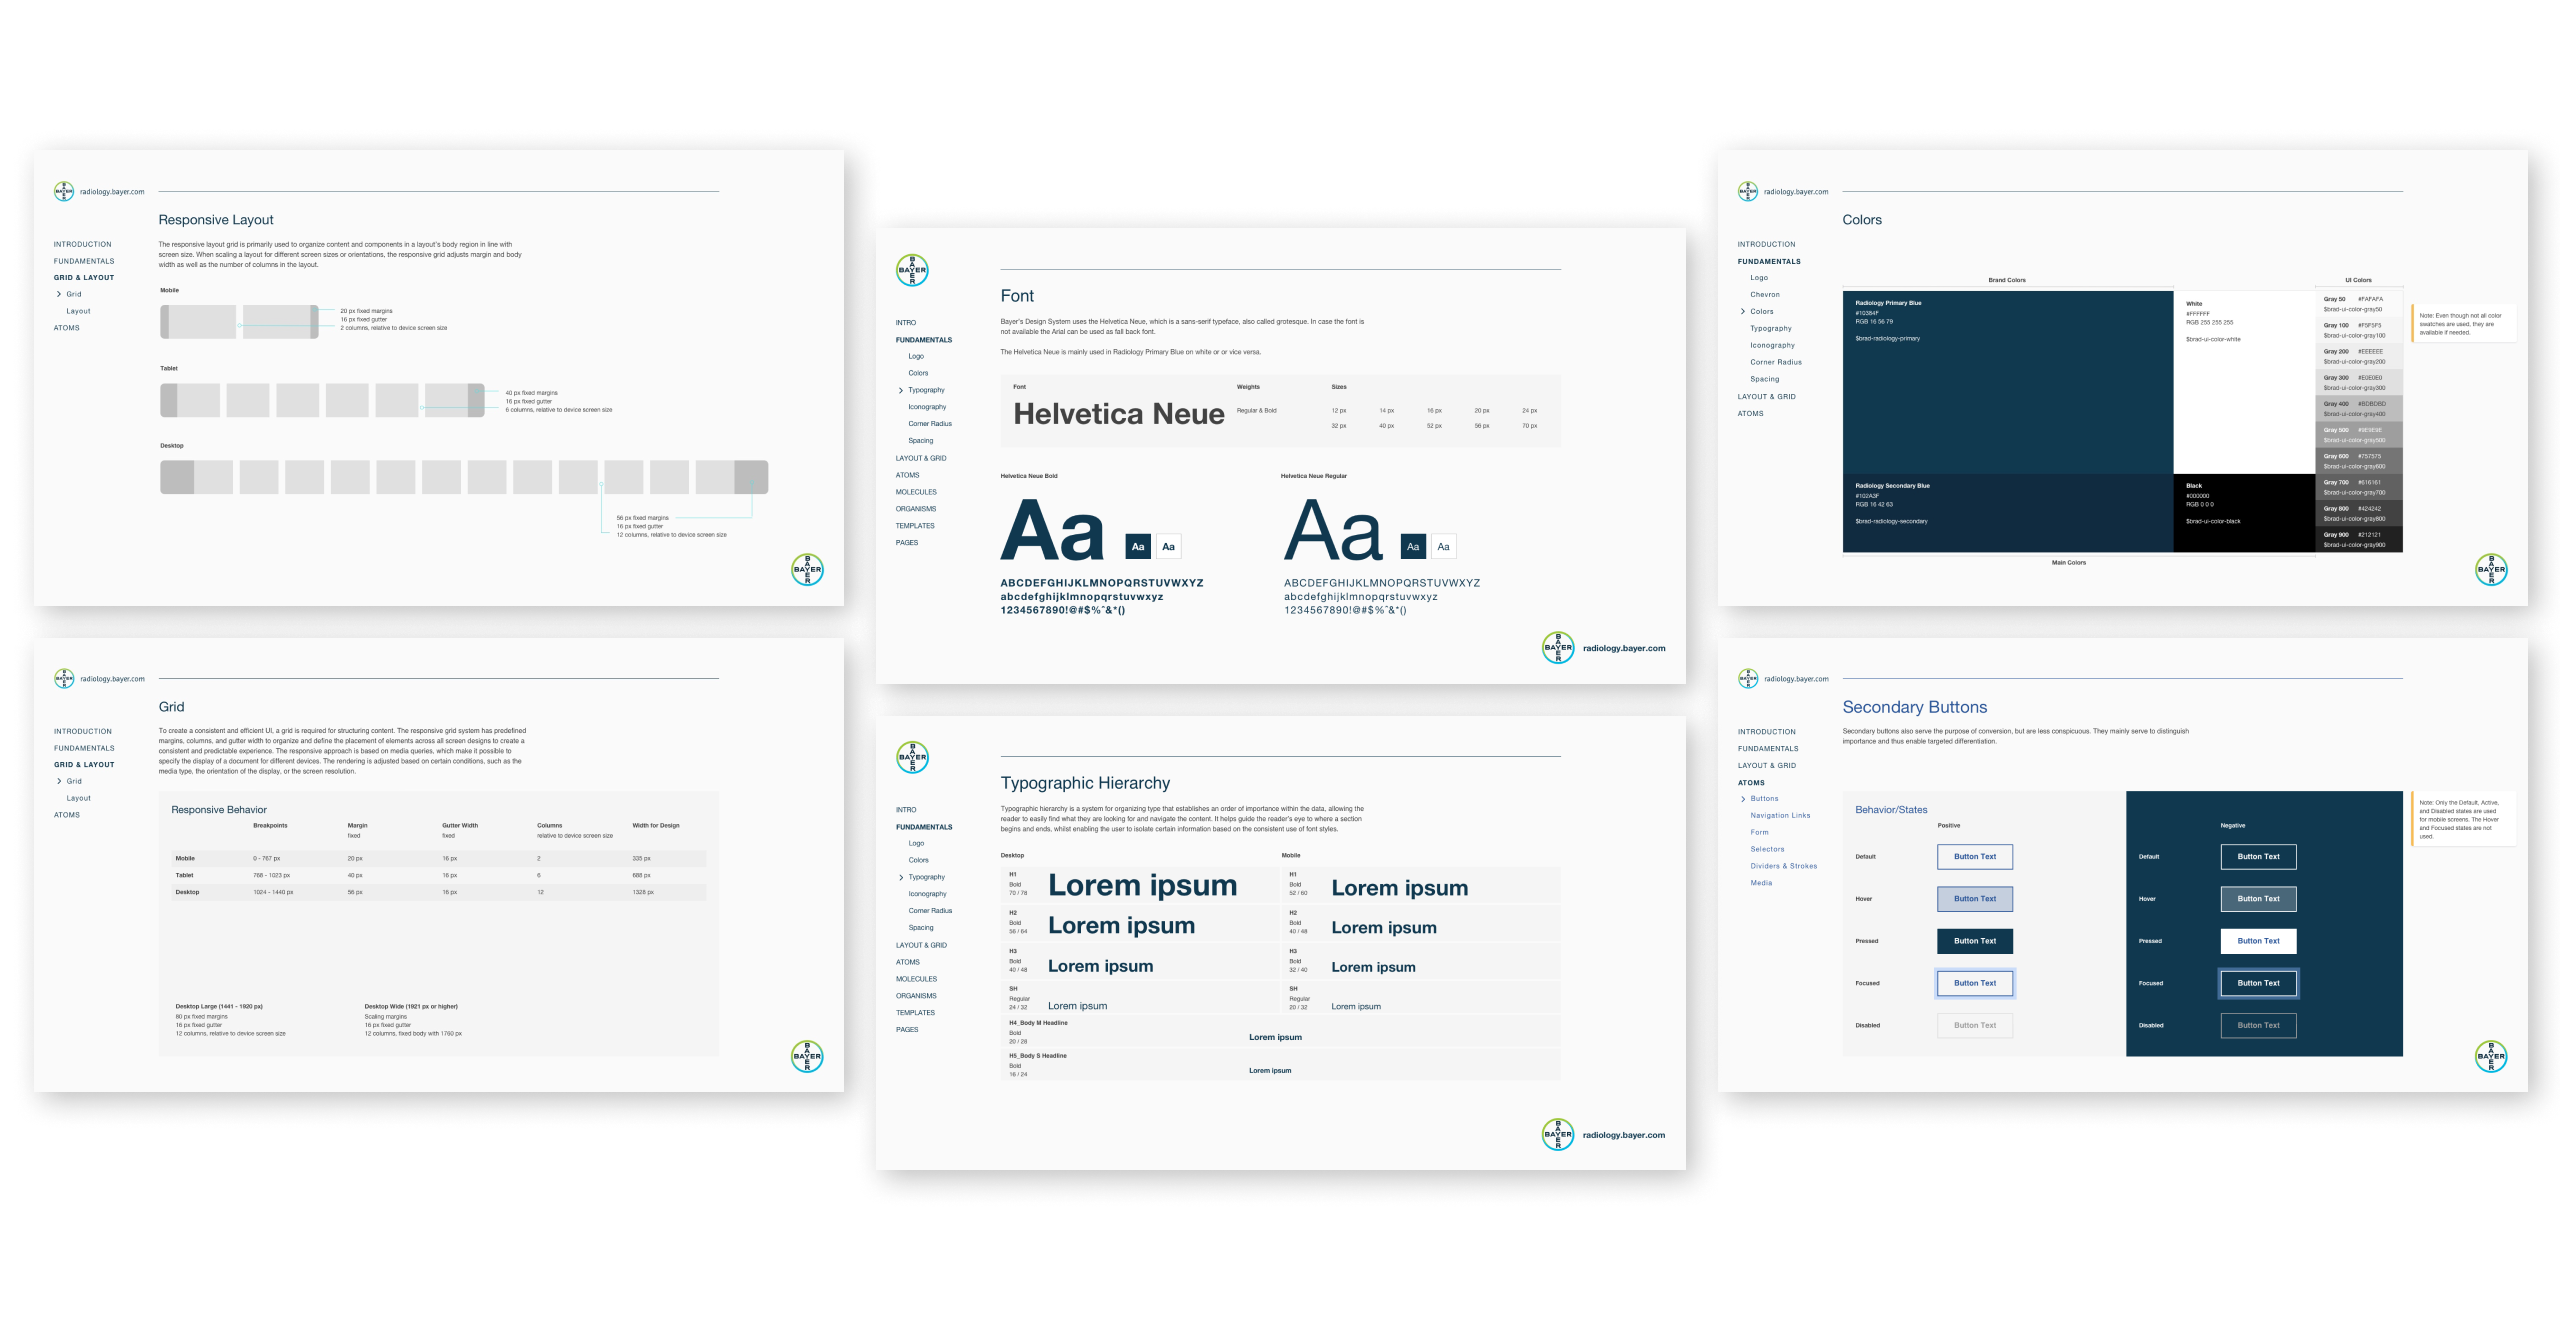 BAYER
BAYER
radiology.bayer.com
Responsive Layout
INTRODUCTION
FUNDAMENTALS
GRID & LAYOUT
Grid
Layout
ATOMS
The responsive layout grid is primarily used to organize content and components in a layout's body region in line with
screen size. When scaling a layout for different screen sizes or orientations, the responsive grid adjusts margin and body
width as well as the number of columns in the layout.
Mobile
20 px fixed margins
16 px fixed gutter
2 columns, relative to device screen size
Tablet
40 px fixed margins
16 px fixed gutter
6 columns, relative to device screen size
Desktop
56 px fixed margins
16 px fixed gutter
12 columns, relative to device screen size
BAYER
BAYER
BAYER
BAYER
radiology.bayer.com
Grid
INTRODUCTION
FUNDAMENTALS
GRID & LAYOUT
Grid
Layout
ATOMS
To create a consistent and efficient UI, a grid is required for structuring content. The responsive grid system has predefined
margins, columns, and gutter width to organize and define the placement of elements across all screen designs to create a
consistent and predictable experience. The responsive approach is based on media queries, which make it possible to
specify the display of a document for different devices. The rendering is adjusted based on certain conditions, such as the
media type, the orientation of the display, or the screen resolution.
Responsive Behavior
Breakpoints Margin Gutter Width Columns Width for Design
fixed fixed relative to device screen size
Mobile 0 - 767 px 20 px 16 px 2 335 px
Tablet 768 - 1023 px 40 px 16 px 6 688 px
Desktop 1024 - 1440 px 56 px 16 px 12 1328 px
Desktop Large (1441 - 1920 px)
80 px fixed margins
16 px fixed gutter
12 columns, relative to device screen size
Desktop Wide (1921 px or higher)
Scaling margins
16 px fixed gutter
12 columns, fixed body with 1760 px
BAYER
BAYER
BAYER
BAYER
Font
INTRO
FUNDAMENTALS
Logo
Colors
Typography
Iconography
Corner Radius
Spacing
LAYOUT & GRID
ATOMS
MOLECULES
ORGANISMS
TEMPLATES
PAGES
Bayer's Design System uses the Helvetica Neue, which is a sans-serif typeface, also called grotesque. In case the font is
not available the Arial can be used as fall back font.
The Helvetica Neue is mainly used in Radiology Primary Blue on white or or vice versa.
Font Weights Sizes
Helvetica Neue Regular & Bold
12 px 14 px 16 px 20 px 24 px
32 px 40 px 52 px 56 px 70 px
Helvetica Neue Bold
Aa Aa Aa
ABCDEFGHIJKLMNOPQRSTUVWXYZ
abcdefghijklmnopqrstuvwxyz
1234567890!@#$%ˆ&*()
Helvetica Neue Regular
Aa Aa Aa
ABCDEFGHIJKLMNOPQRSTUVWXYZ
abcdefghijklmnopqrstuvwxyz
1234567890!@#$%ˆ&*()
BAYER
BAYER
radiology.bayer.com
BAYER
BAYER
Typographic Hierarchy
INTRO
FUNDAMENTALS
Logo
Colors
Typography
Iconography
Corner Radius
Spacing
LAYOUT & GRID
ATOMS
MOLECULES
ORGANISMS
TEMPLATES
PAGES
Typographic hierarchy is a system for organizing type that establishes an order of importance within the data, allowing the
reader to easily find what they are looking for and navigate the content. It helps guide the reader's eye to where a section
begins and ends, whilst enabling the user to isolate certain information based on the consistent use of font styles.
Desktop
H1
Bold
70 / 78
Lorem ipsum
H2
Bold
56 / 64
Lorem ipsum
H3
Bold
40 / 48
Lorem ipsum
SH
Regular
24 / 32
Lorem ipsum
Mobile
H1
Bold
52 / 60
Lorem ipsum
H2
Bold
40 / 48
Lorem ipsum
H3
Bold
32 / 40
Lorem ipsum
SH
Regular
20 / 32
Lorem ipsum
H4_Body M Headline
Bold
20 / 28
Lorem ipsum
H5_Body S Headline
Bold
16 / 24
Lorem ipsum
BAYER
BAYER
radiology.bayer.com
BAYER
BAYER
radiology.bayer.com
Colors
INTRODUCTION
FUNDAMENTALS
Logo
Chevron
Colors
Typography
Iconography
Corner Radius
Spacing
LAYOUT & GRID
ATOMS
Brand Colors
UI Colors
Radiology Primary Blue
#10384F
RGB 16 56 79
$brad-radiology-primary
White
#FFFFFF
RGB 255 255 255
$brad-ui-color-white
Radiology Secondary Blue
#102A3F
RGB 16 42 63
$brad-radiology-secondary
Black
#000000
RGB 0 0 0
$brad-ui-color-black
Gray 50 #FAFAFA
$brad-ui-color-gray50
Gray 100 #F5F5F5
$brad-ui-color-gray100
Gray 200 #EEEEEE
$brad-ui-color-gray200
Gray 300 #E0E0E0
$brad-ui-color-gray300
Gray 400 #BDBDBD
$brad-ui-color-gray400
Gray 500 #9E9E9E
$brad-ui-color-gray500
Gray 600 #757575
$brad-ui-color-gray600
Gray 700 #616161
$brad-ui-color-gray700
Gray 800 #424242
$brad-ui-color-gray800
Gray 900 #212121
$brad-ui-color-gray900
Main Colors
Note: Even though not all color
swatches are used, they are
available if needed.
BAYER
BAYER
BAYER
BAYER
radiology.bayer.com
Secondary Buttons
INTRODUCTION
FUNDAMENTALS
LAYOUT & GRID
ATOMS
Buttons
Navigation Links
Form
Selectors
Dividers & Strokes
Media
Secondary buttons also serve the purpose of conversion, but are less conspicuous. They mainly serve to distinguish
importance and thus enable targeted differentiation.
Behavior/States
Positive Negative
Default Button Text Default Button Text
Hover Button Text Hover Button Text
Pressed Button Text Pressed Button Text
Focused Button Text Focused Button Text
Disabled Button Text Disabled Button Text
Note: Only the Default, Active,
and Disabled states are used
for mobile screens. The Hover
and Focused states are not
used.
BAYER
BAYER